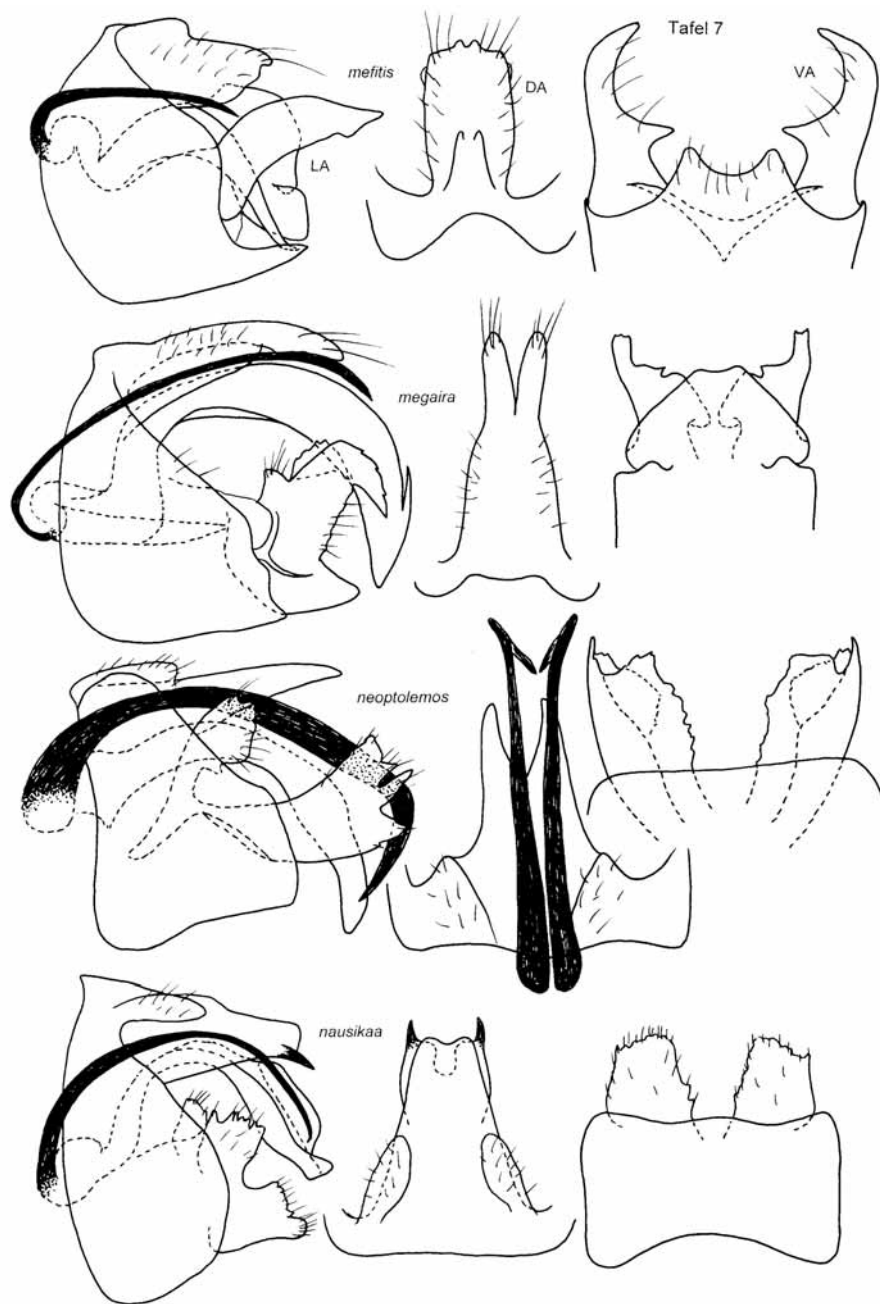 Tafel 7
mefitis
DA
VA
LA
megaira
neoptolemos
nausikaa